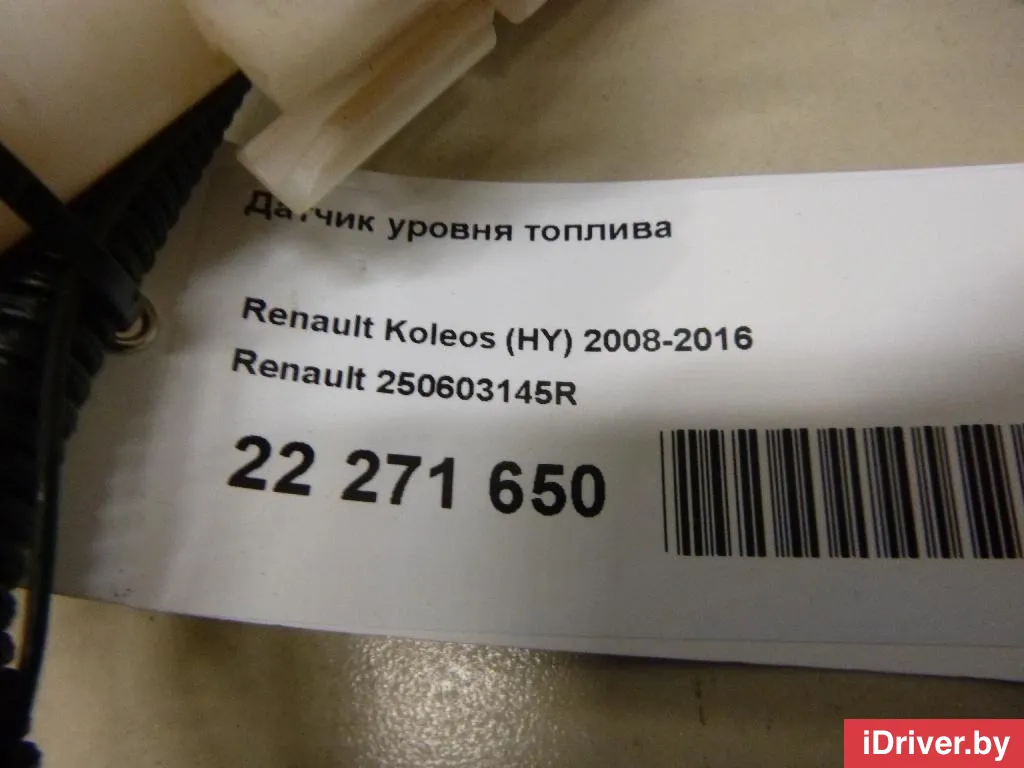 Датчик уровня топлива
Renault Koleos (HY) 2008-2016
Renault 250603145R
22 271 650
iDriver.by